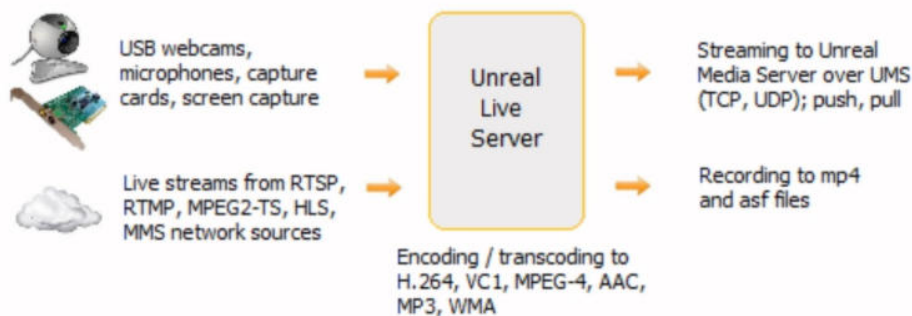 USB webcams,
microphones, capture
cards, screen capture
Unreal
Live
Server
Streaming to Unreal
Media Server over UMS
(TCP, UDP); push, pull
Live streams from RTSP,
RTMP, MPEG2-TS, HLS,
MMS network sources
Recording to mp4
and asf files
Encoding / transcoding to
H.264, VC1, MPEG-4, AAC,
MP3, WMA